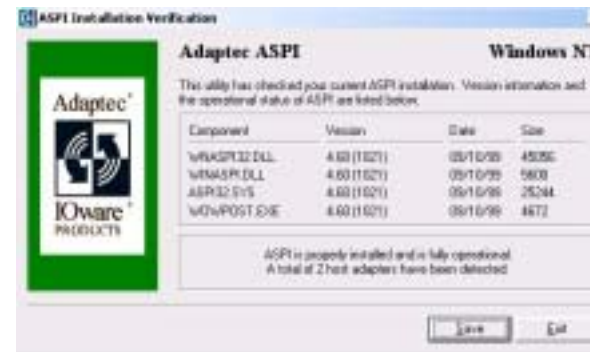 ASPI Installation Verification
Adaptec ASPI Windows NT
This utility has checked your current ASPI installation. Version information and
the operational status of ASPI are listed below.
Adaptec
IOware
PRODUCTS
Component Version Date Size
WNASPI32.DLL 4.60 (1021) 09/10/99 45056
WINASPI.DLL 4.60 (1021) 09/10/99 5600
ASPI32.SYS 4.60 (1021) 09/10/99 25244
WOWPOST.EXE 4.60 (1021) 09/10/99 4672
ASPI is properly installed and is fully operational.
A total of 2 host adapters have been detected
Save Exit